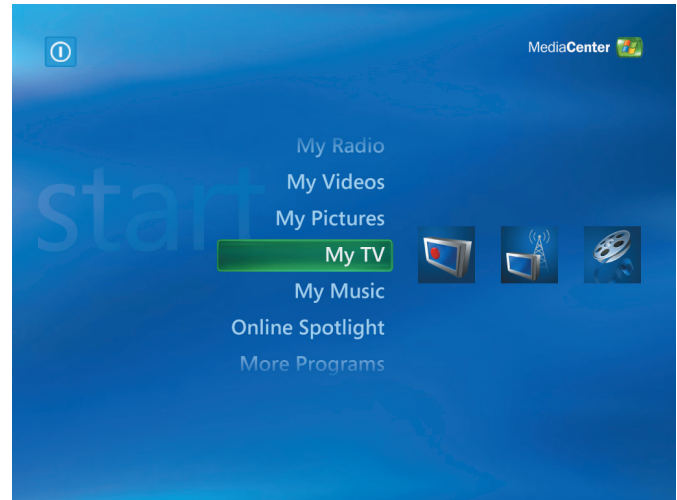 MediaCenter
start
My Radio
My Videos
My Pictures
My TV
My Music
Online Spotlight
More Programs